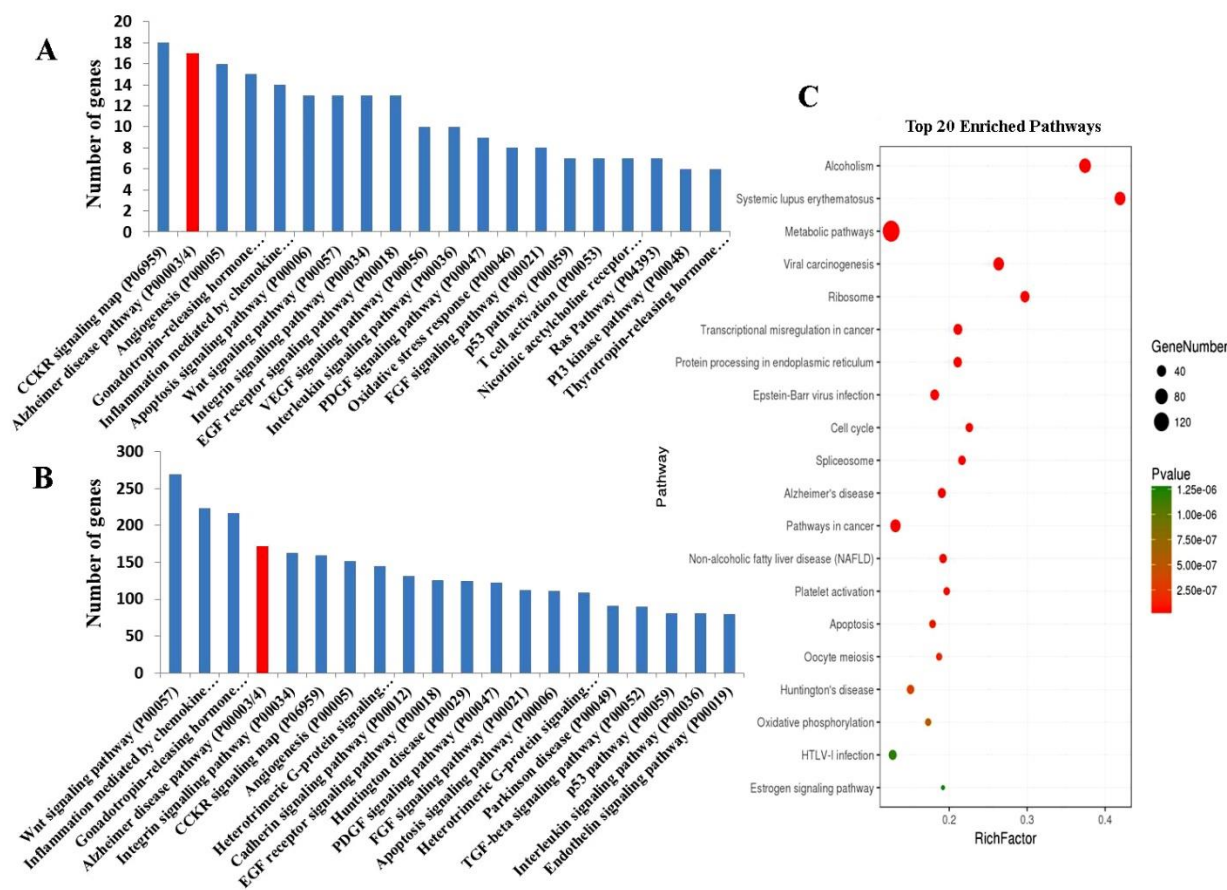 A
Number of genes
20
18
16
14
12
10
8
6
4
2
0
CCKR signaling map (P06959)
Alzheimer disease pathway (P00003/4)
Angiogenesis (P00005)
Gonadotropin-releasing hormone…
Inflammation mediated by chemokine…
Apoptosis signaling pathway (P00006)
Wnt signaling pathway (P00057)
Integrin signaling pathway (P00034)
EGF receptor signaling pathway (P00018)
VEGF signaling pathway (P00056)
Interleukin signaling pathway (P00036)
PDGF signaling pathway (P00047)
Oxidative stress response (P00046)
FGF signaling pathway (P00021)
p53 pathway (P00059)
T cell activation (P00053)
Nicotinic acetylcholine receptor…
Ras Pathway (P04393)
PI3 kinase pathway (P00048)
Thyrotropin-releasing hormone…
B
Number of genes
300
250
200
150
100
50
0
Wnt signaling pathway (P00057)
Inflammation mediated by chemokine…
Gonadotropin-releasing hormone…
Alzheimer disease pathway (P00003/4)
Integrin signalling pathway (P00034)
CCKR signaling map (P06959)
Angiogenesis (P00005)
Heterotrimeric G-protein signaling…
Cadherin signaling pathway (P00012)
EGF receptor signaling pathway (P00018)
Huntington disease (P00029)
PDGF signaling pathway (P00047)
FGF signaling pathway (P00021)
Apoptosis signaling pathway (P00006)
Heterotrimeric G-protein signaling…
Parkinson disease (P00049)
TGF-beta signaling pathway (P00052)
p53 pathway (P00059)
Interleukin signaling pathway (P00036)
Endothelin signaling pathway (P00019)
C
Top 20 Enriched Pathways
Pathway
Alcoholism
Systemic lupus erythematosus
Metabolic pathways
Viral carcinogenesis
Ribosome
Transcriptional misregulation in cancer
Protein processing in endoplasmic reticulum
Epstein-Barr virus infection
Cell cycle
Spliceosome
Alzheimer's disease
Pathways in cancer
Non-alcoholic fatty liver disease (NAFLD)
Platelet activation
Apoptosis
Oocyte meiosis
Huntington's disease
Oxidative phosphorylation
HTLV-I infection
Estrogen signaling pathway
0.2 0.3 0.4
RichFactor
GeneNumber
40
80
120
Pvalue
1.25e-06
1.00e-06
7.50e-07
5.00e-07
2.50e-07